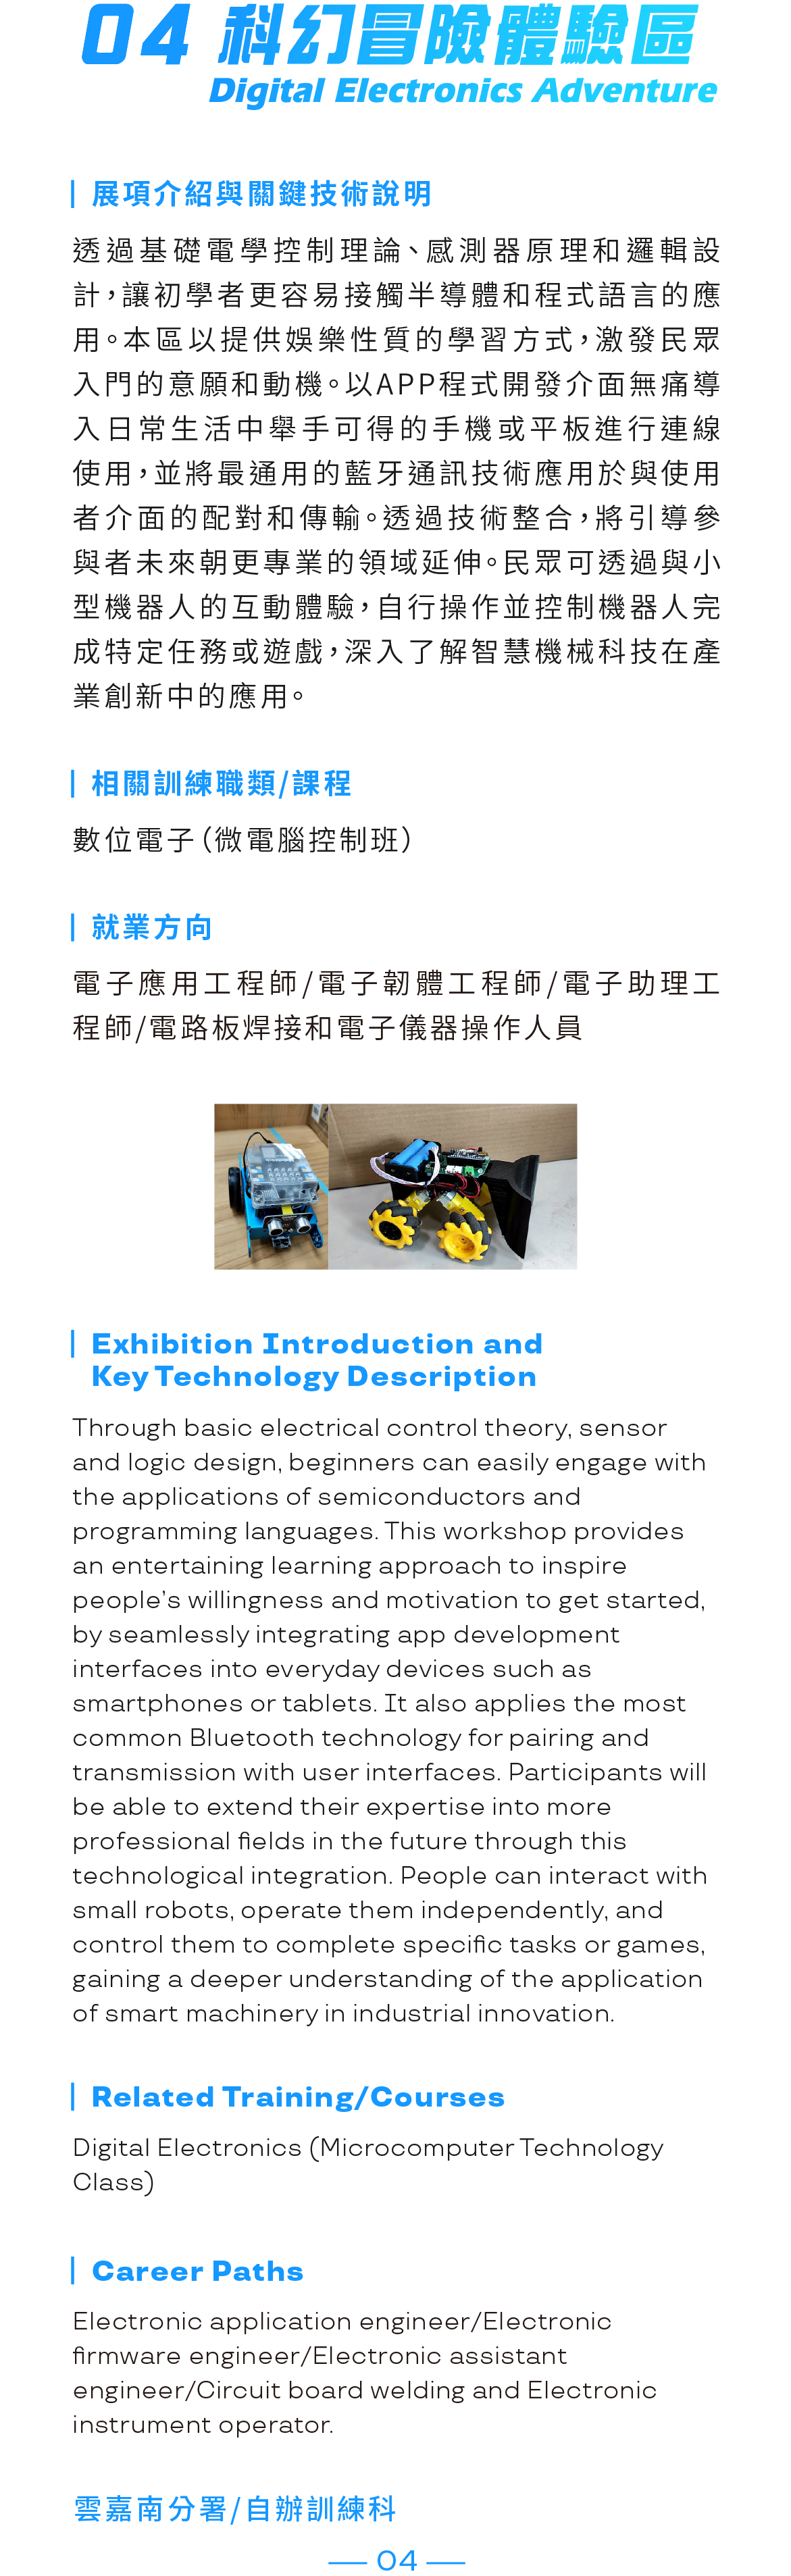 04 科幻冒險體驗區
Digital Electronics Adventure
展項介紹與關鍵技術說明
透過基礎電學控制理論、感測器原理和邏輯設
計，讓初學者更容易接觸半導體和程式語言的應
用。本區以提供娛樂性質的學習方式，激發民眾
入門的意願和動機。以APP程式開發介面無痛導
入日常生活中舉手可得的手機或平板進行連線
使用，並將最通用的藍牙通訊技術應用於與使用
者介面的配對和傳輸。透過技術整合，將引導參
與者未來朝更專業的領域延伸。民眾可透過與小
型機器人的互動體驗，自行操作並控制機器人完
成特定任務或遊戲，深入了解智慧機械科技在產
業創新中的應用。
相關訓練職類/課程
數位電子（微電腦控制班）
就業方向
電子應用工程師/電子韌體工程師/電子助理工
程師/電路板焊接和電子儀器操作人員
Exhibition Introduction and
Key Technology Description
Through basic electrical control theory, sensor
and logic design, beginners can easily engage with
the applications of semiconductors and
programming languages. This workshop provides
an entertaining learning approach to inspire
people’s willingness and motivation to get started,
by seamlessly integrating app development
interfaces into everyday devices such as
smartphones or tablets. It also applies the most
common Bluetooth technology for pairing and
transmission with user interfaces. Participants will
be able to extend their expertise into more
professional fields in the future through this
technological integration. People can interact with
small robots, operate them independently, and
control them to complete specific tasks or games,
gaining a deeper understanding of the application
of smart machinery in industrial innovation.
Related Training/Courses
Digital Electronics (Microcomputer Technology
Class)
Career Paths
Electronic application engineer/Electronic
firmware engineer/Electronic assistant
engineer/Circuit board welding and Electronic
instrument operator.
雲嘉南分署/自辦訓練科
04